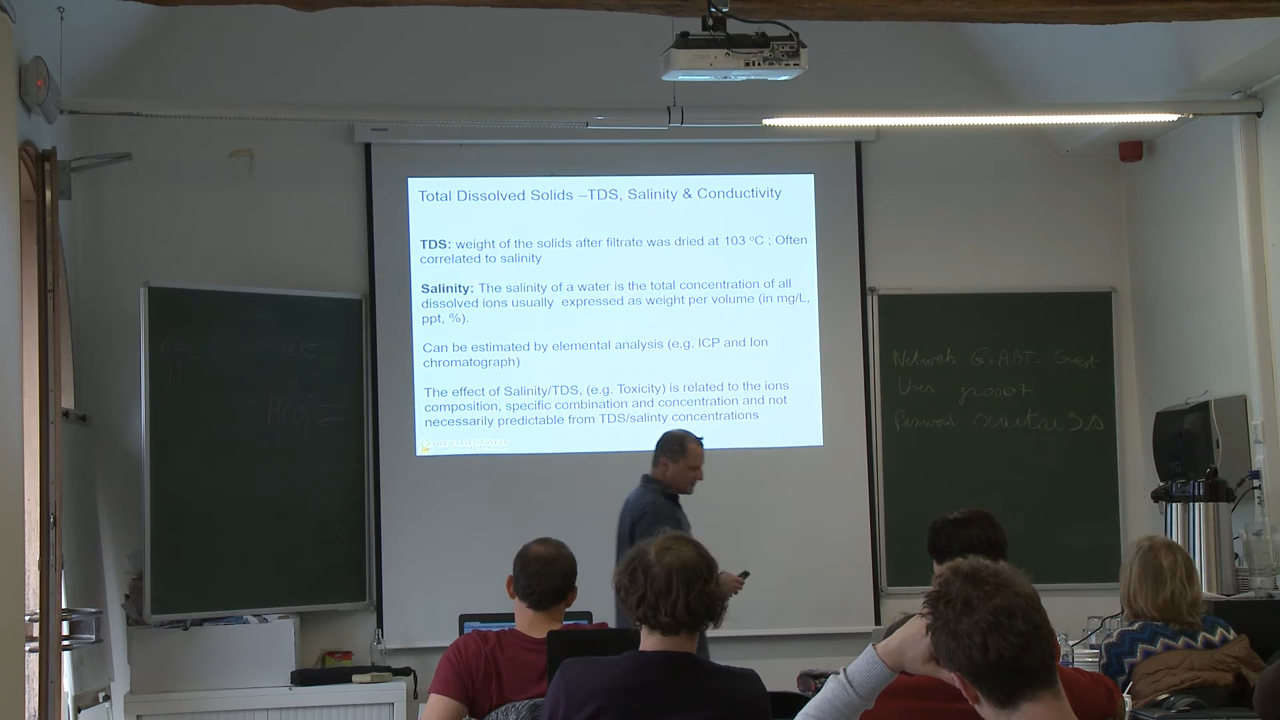 Total Dissolved Solids –TDS, Salinity & Conductivity
TDS: weight of the solids after filtrate was dried at 103 ºC ; Often
correlated to salinity
Salinity: The salinity of a water is the total concentration of all
dissolved ions usually expressed as weight per volume (in mg/L,
ppt, %).
Can be estimated by elemental analysis (e.g. ICP and Ion
chromatograph)
The effect of Salinity/TDS, (e.g. Toxicity) is related to the ions
composition, specific combination and concentration and not
necessarily predictable from TDS/salinty concentrations
Network GxABT-Guest
User